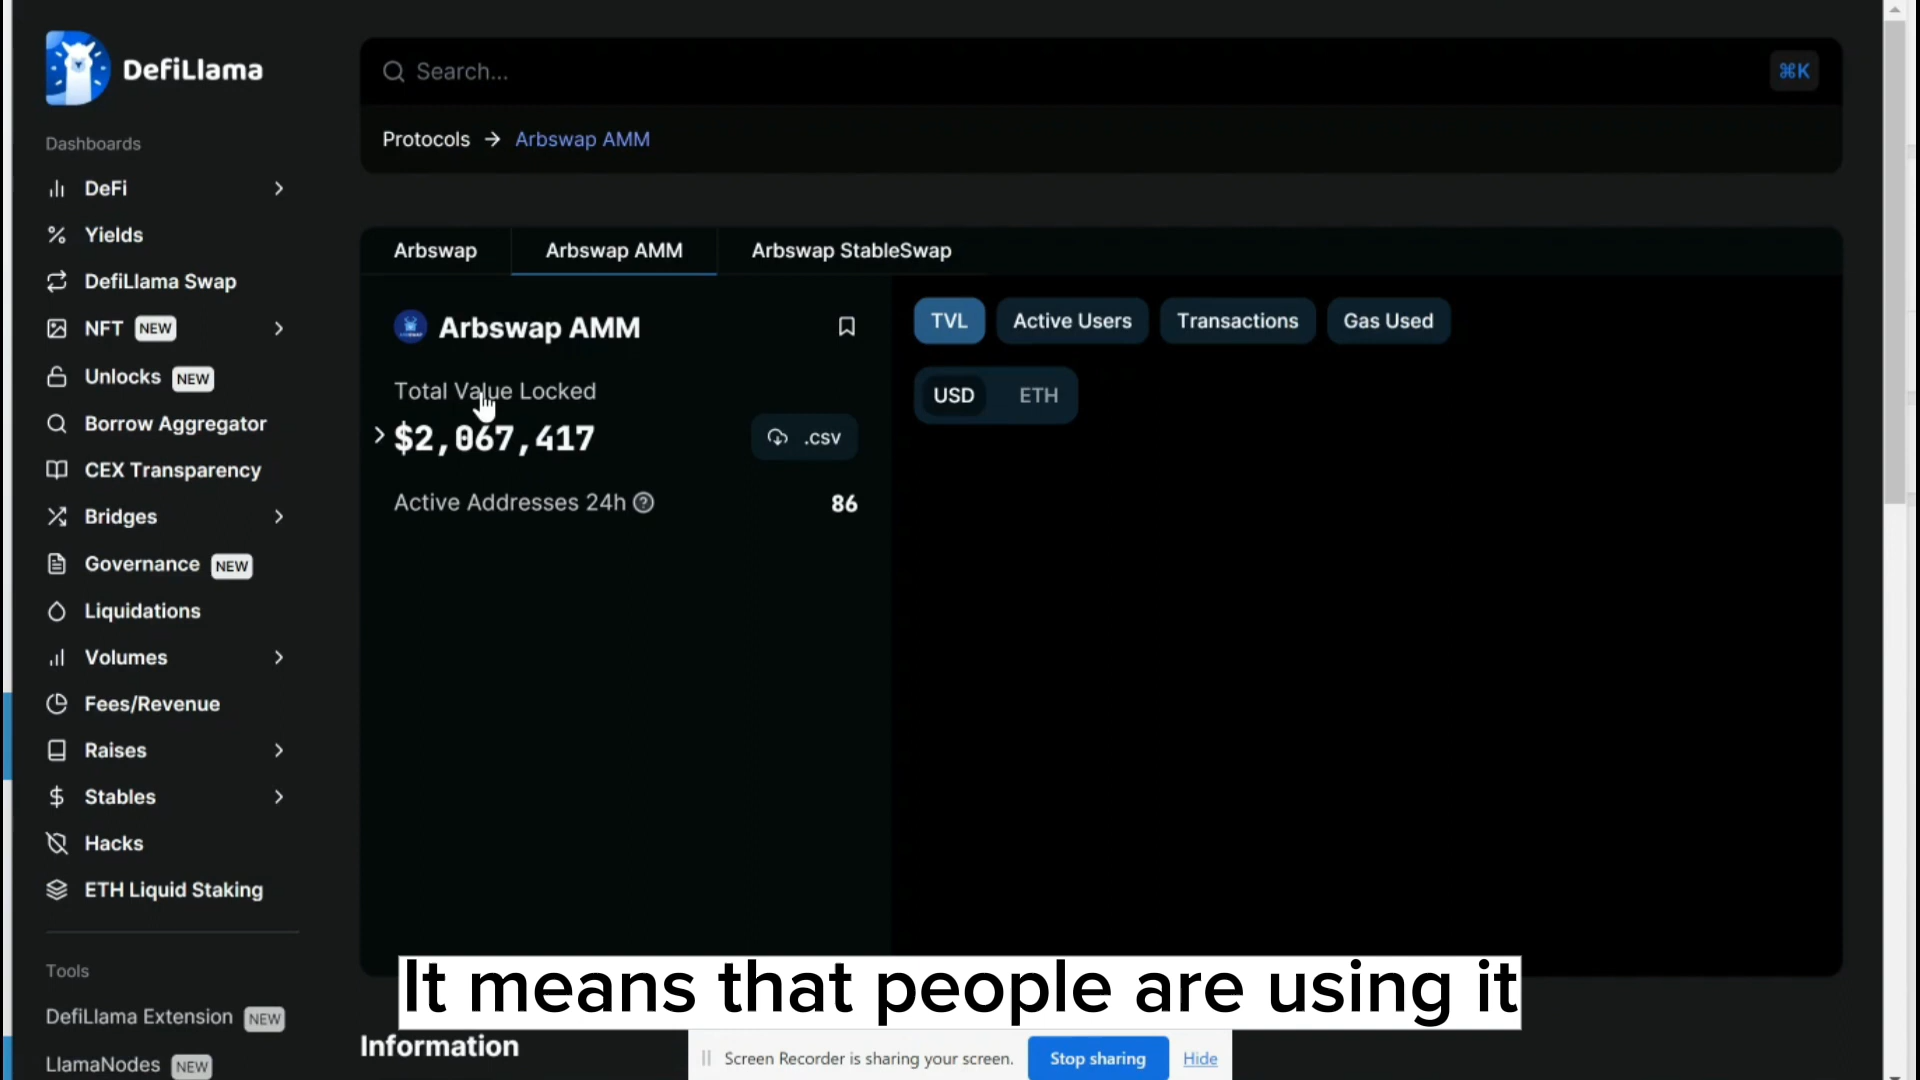 DefiLlama
Search...
⌘K
Protocols → Arbswap AMM
Dashboards
DeFi
Yields
DefiLlama Swap
NFT NEW
Unlocks NEW
Borrow Aggregator
CEX Transparency
Bridges
Governance NEW
Liquidations
Volumes
Fees/Revenue
Raises
Stables
Hacks
ETH Liquid Staking
Tools
DefiLlama Extension NEW
LlamaNodes NEW
Arbswap Arbswap AMM Arbswap StableSwap
Arbswap AMM
Total Value Locked
$2,067,417
.csv
Active Addresses 24h 86
TVL Active Users Transactions Gas Used
USD ETH
It means that people are using it
Information
Screen Recorder is sharing your screen. Stop sharing Hide